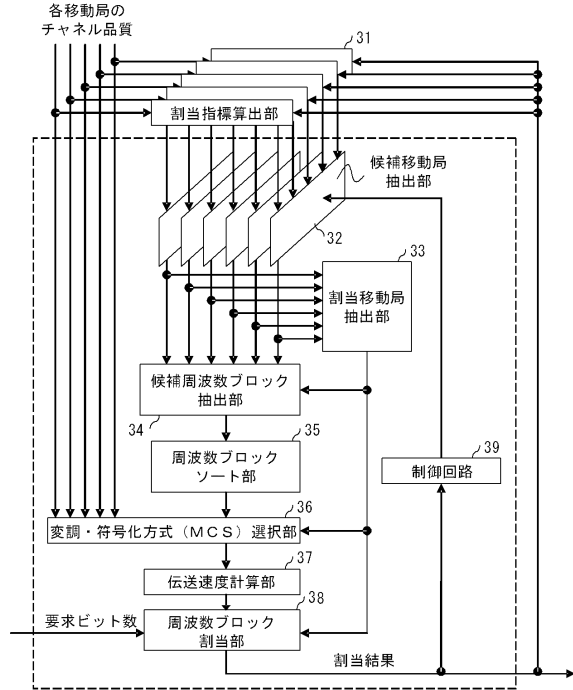 各移動局の
チャネル品質
31
割当指標算出部
候補移動局
抽出部
32
33
割当移動局
抽出部
候補周波数ブロック
抽出部
34
35
周波数ブロック
ソート部
39
制御回路
36
変調・符号化方式（ＭＣＳ）選択部
37
伝送速度計算部
38
要求ビット数
周波数ブロック
割当部
割当結果